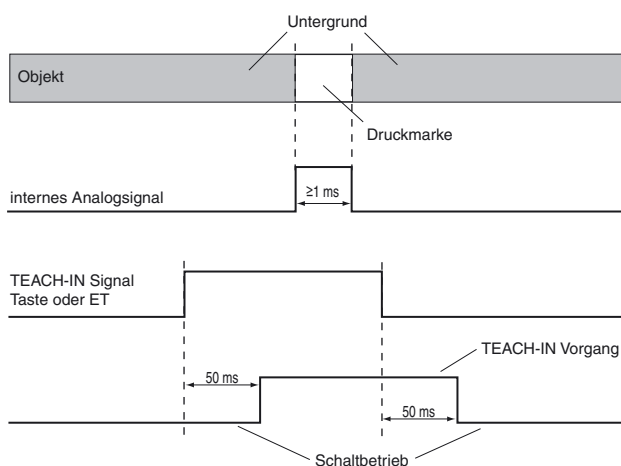 Untergrund
Objekt
Druckmarke
≥1 ms
internes Analogsignal
TEACH-IN Signal
Taste oder ET
TEACH-IN Vorgang
50 ms
50 ms
Schaltbetrieb